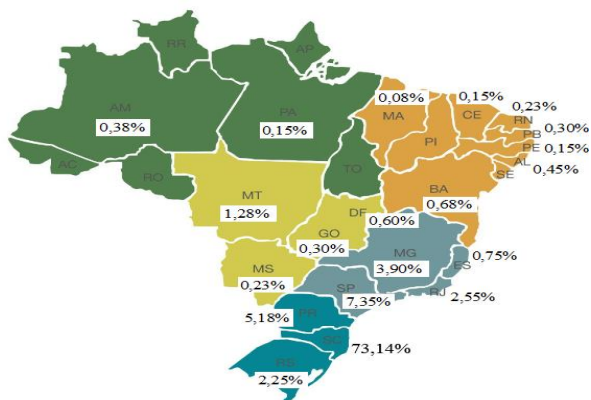 RR
AP
AM
0,38%
PA
0,15%
0,08%
MA
0,15%
CE
0,23%
RN
0,30%
PB
PI
PE
0,15%
AL
0,45%
SE
AC
RO
TO
MT
1,28%
BA
0,68%
DF
0,60%
GO
0,30%
MG
3,90%
0,75%
ES
MS
0,23%
SP
7,35%
RJ
2,55%
5,18%
PR
SC
73,14%
RS
2,25%